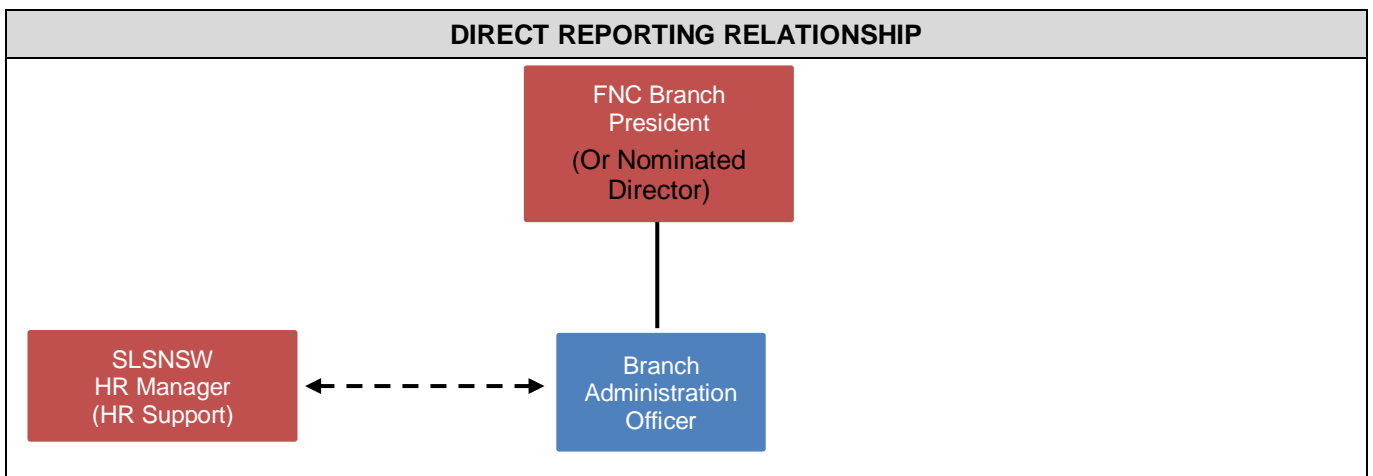 DIRECT REPORTING RELATIONSHIP
FNC Branch
President
(Or Nominated
Director)
SLSNSW
HR Manager
(HR Support)
Branch
Administration
Officer